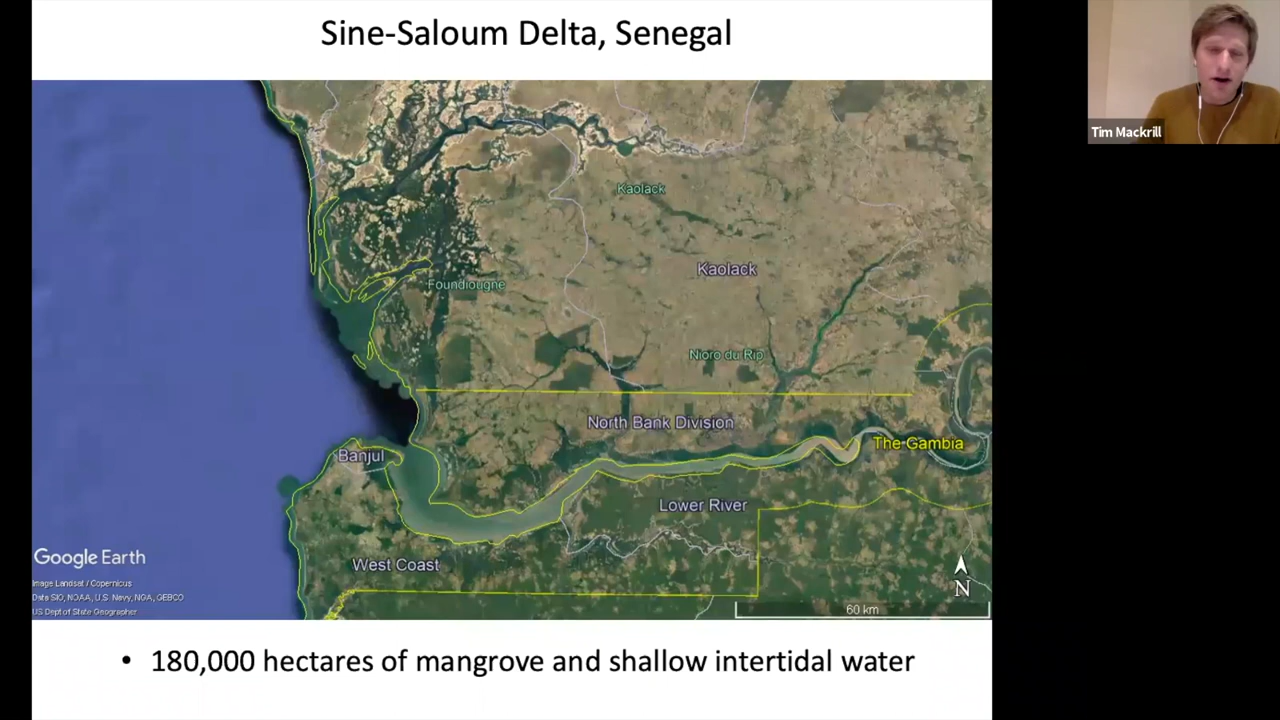 Sine-Saloum Delta, Senegal
Tim Mackrill
Kaolack
Kaolack
Foundiougne
Nioro du Rip
North Bank Division
The Gambia
Banjul
Lower River
West Coast
Google Earth
Image Landsat / Copernicus
Data SIO, NOAA, U.S. Navy, NGA, GEBCO
US Dept of State Geographer
N
60 km
• 180,000 hectares of mangrove and shallow intertidal water